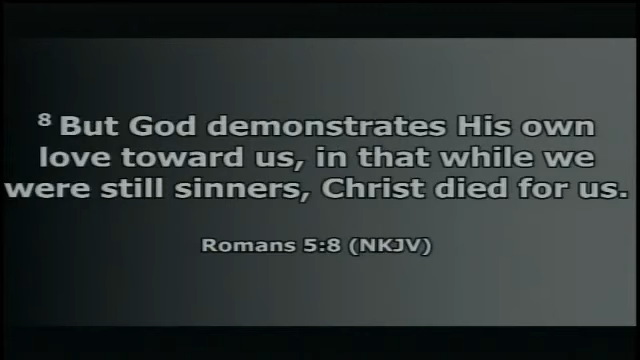 8 But God demonstrates His own
love toward us, in that while we
were still sinners, Christ died for us.
Romans 5:8 (NKJV)